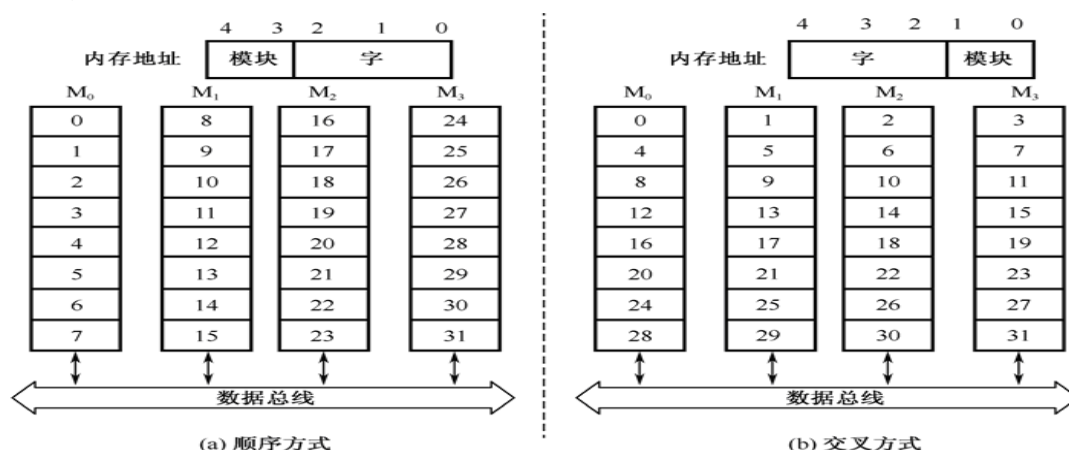 4 3 2 1 0
内存地址 模块 字
M₀ M₁ M₂ M₃
0 8 16 24
1 9 17 25
2 10 18 26
3 11 19 27
4 12 20 28
5 13 21 29
6 14 22 30
7 15 23 31
数据总线
(a) 顺序方式
4 3 2 1 0
内存地址 字 模块
M₀ M₁ M₂ M₃
0 1 2 3
4 5 6 7
8 9 10 11
12 13 14 15
16 17 18 19
20 21 22 23
24 25 26 27
28 29 30 31
数据总线
(b) 交叉方式